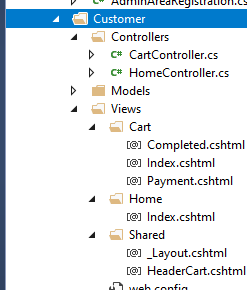 AdminAreaRegistration.cs
Customer
Controllers
C# CartController.cs
C# HomeController.cs
Models
Views
Cart
[@] Completed.cshtml
[@] Index.cshtml
[@] Payment.cshtml
Home
[@] Index.cshtml
Shared
[@] _Layout.cshtml
[@] HeaderCart.cshtml
web.config